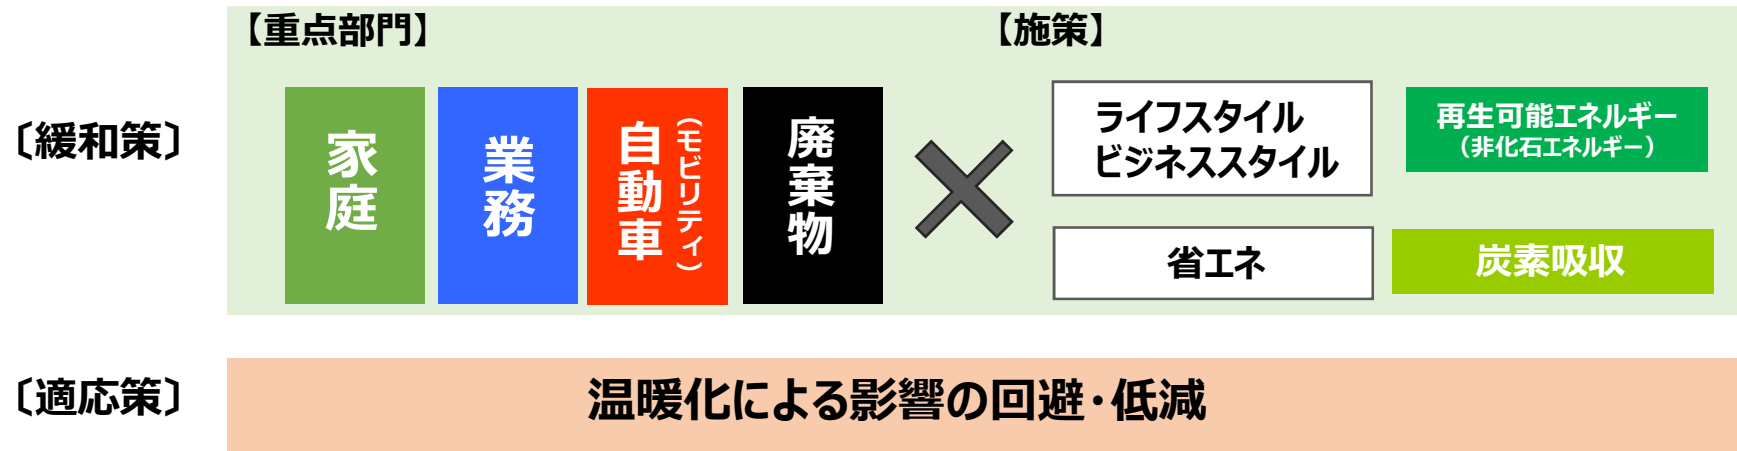 【重点部門】
【施策】
〔緩和策〕
家庭
業務
自動車
（モビリティ）
廃棄物
ライフスタイル
ビジネススタイル
再生可能エネルギー
（非化石エネルギー）
省エネ
炭素吸収
〔適応策〕
温暖化による影響の回避・低減